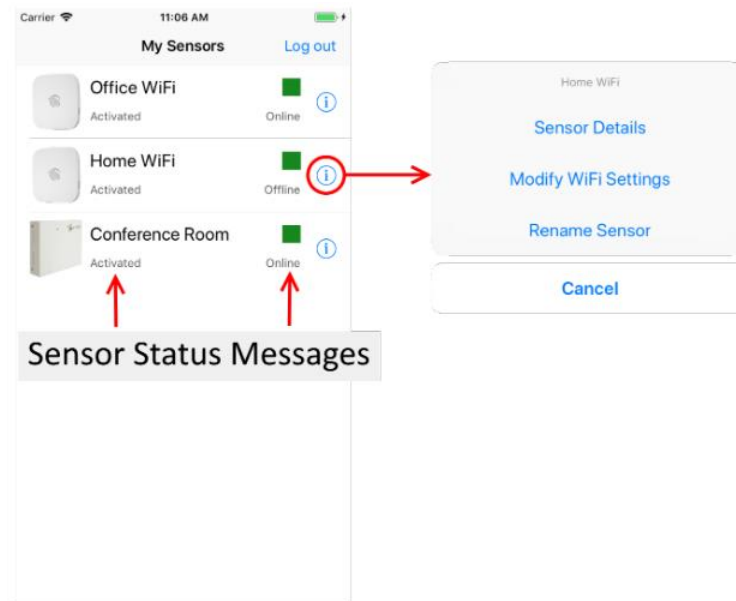 Carrier 11:06 AM
My Sensors Log out
Office WiFi
Activated Online
Home WiFi
Activated Offline
Conference Room
Activated Online
Sensor Status Messages
Home WiFi
Sensor Details
Modify WiFi Settings
Rename Sensor
Cancel